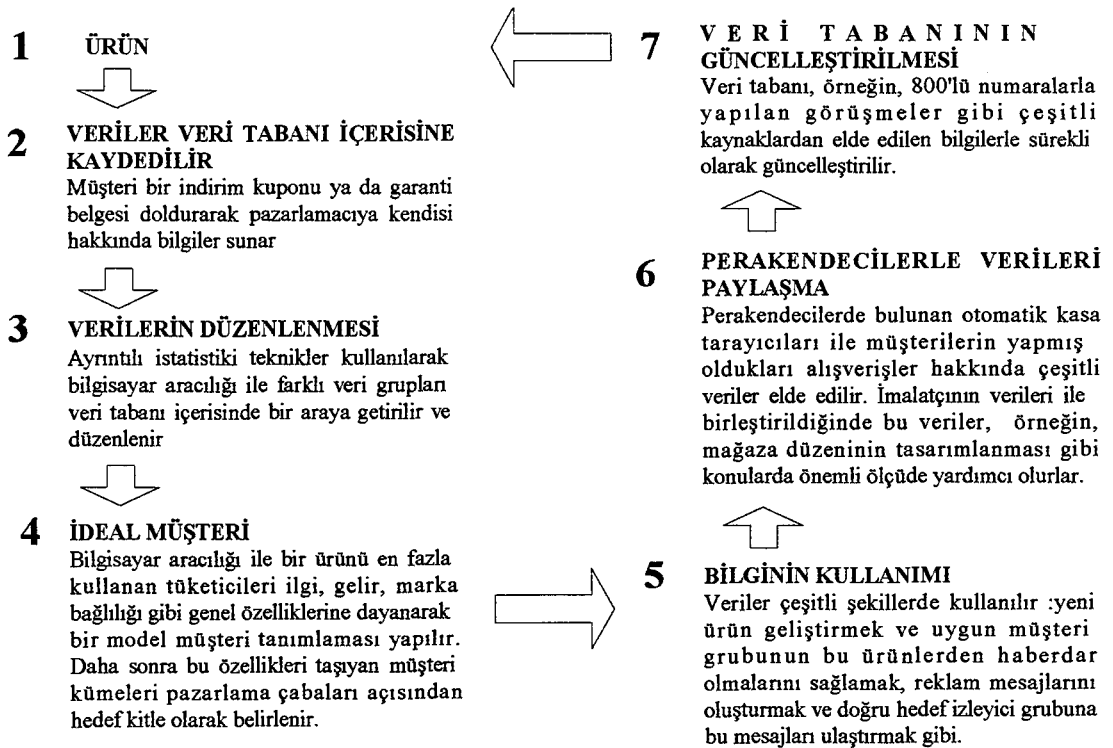 1 ÜRÜN
2 VERİLER VERİ TABANI İÇERİSİNE
KAYDEDİLİR
Müşteri bir indirim kuponu ya da garanti
belgesi doldurarak pazarlamacıya kendisi
hakkında bilgiler sunar
3 VERİLERİN DÜZENLENMESİ
Ayrıntılı istatistiki teknikler kullanılarak
bilgisayar aracılığı ile farklı veri grupları
veri tabanı içerisinde bir araya getirilir ve
düzenlenir
4 İDEAL MÜŞTERİ
Bilgisayar aracılığı ile bir ürünü en fazla
kullanan tüketicileri ilgi, gelir, marka
bağlılığı gibi genel özelliklerine dayanarak
bir model müşteri tanımlaması yapılır.
Daha sonra bu özellikleri taşıyan müşteri
kümeleri pazarlama çabaları açısından
hedef kitle olarak belirlenir.
5 BİLGİNİN KULLANIMI
Veriler çeşitli şekillerde kullanılır :yeni
ürün geliştirmek ve uygun müşteri
grubunun bu ürünlerden haberdar
olmalarını sağlamak, reklam mesajlarını
oluşturmak ve doğru hedef izleyici grubuna
bu mesajları ulaştırmak gibi.
6 PERAKENDECİLERLE VERİLERİ
PAYLAŞMA
Perakendecilerde bulunan otomatik kasa
tarayıcıları ile müşterilerin yapmış
oldukları alışverişler hakkında çeşitli
veriler elde edilir. İmalatçının verileri ile
birleştirildiğinde bu veriler, örneğin,
mağaza düzeninin tasarımlanması gibi
konularda önemli ölçüde yardımcı olurlar.
7 VERİ TABANININ
GÜNCELLEŞTİRİLMESİ
Veri tabanı, örneğin, 800'lü numaralarla
yapılan görüşmeler gibi çeşitli
kaynaklardan elde edilen bilgilerle sürekli
olarak güncelleştirilir.